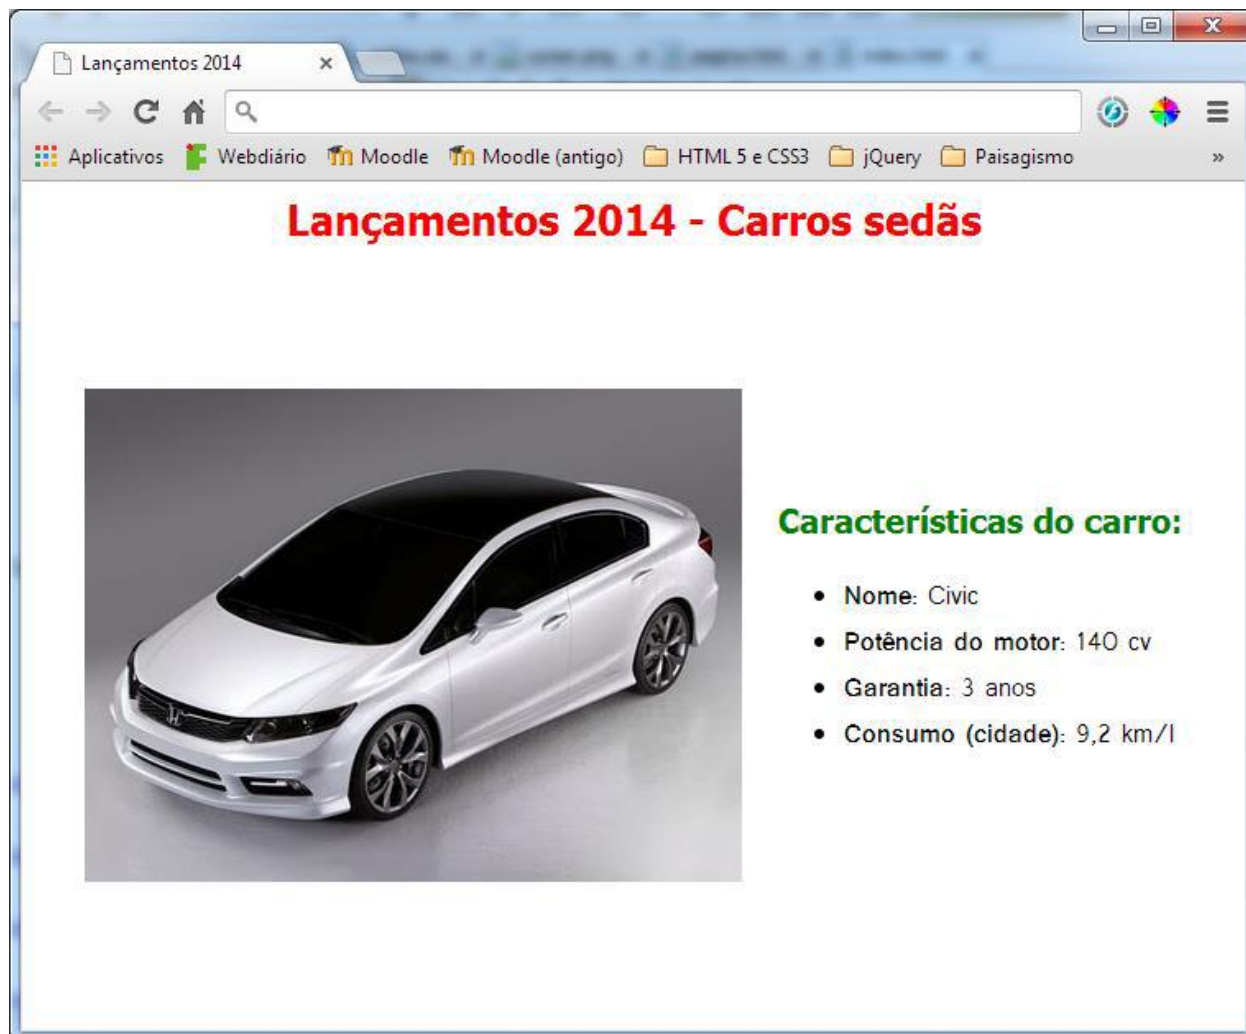 Lançamentos 2014
Aplicativos Webdiário Moodle Moodle (antigo) HTML 5 e CSS3 jQuery Paisagismo »
Lançamentos 2014 - Carros sedãs
Características do carro:
Nome: Civic
Potência do motor: 140 cv
Garantia: 3 anos
Consumo (cidade): 9,2 km/l